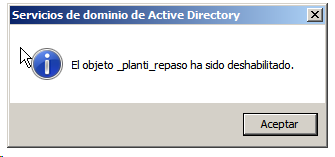 Servicios de dominio de Active Directory
El objeto _planti_repaso ha sido deshabilitado.
Aceptar